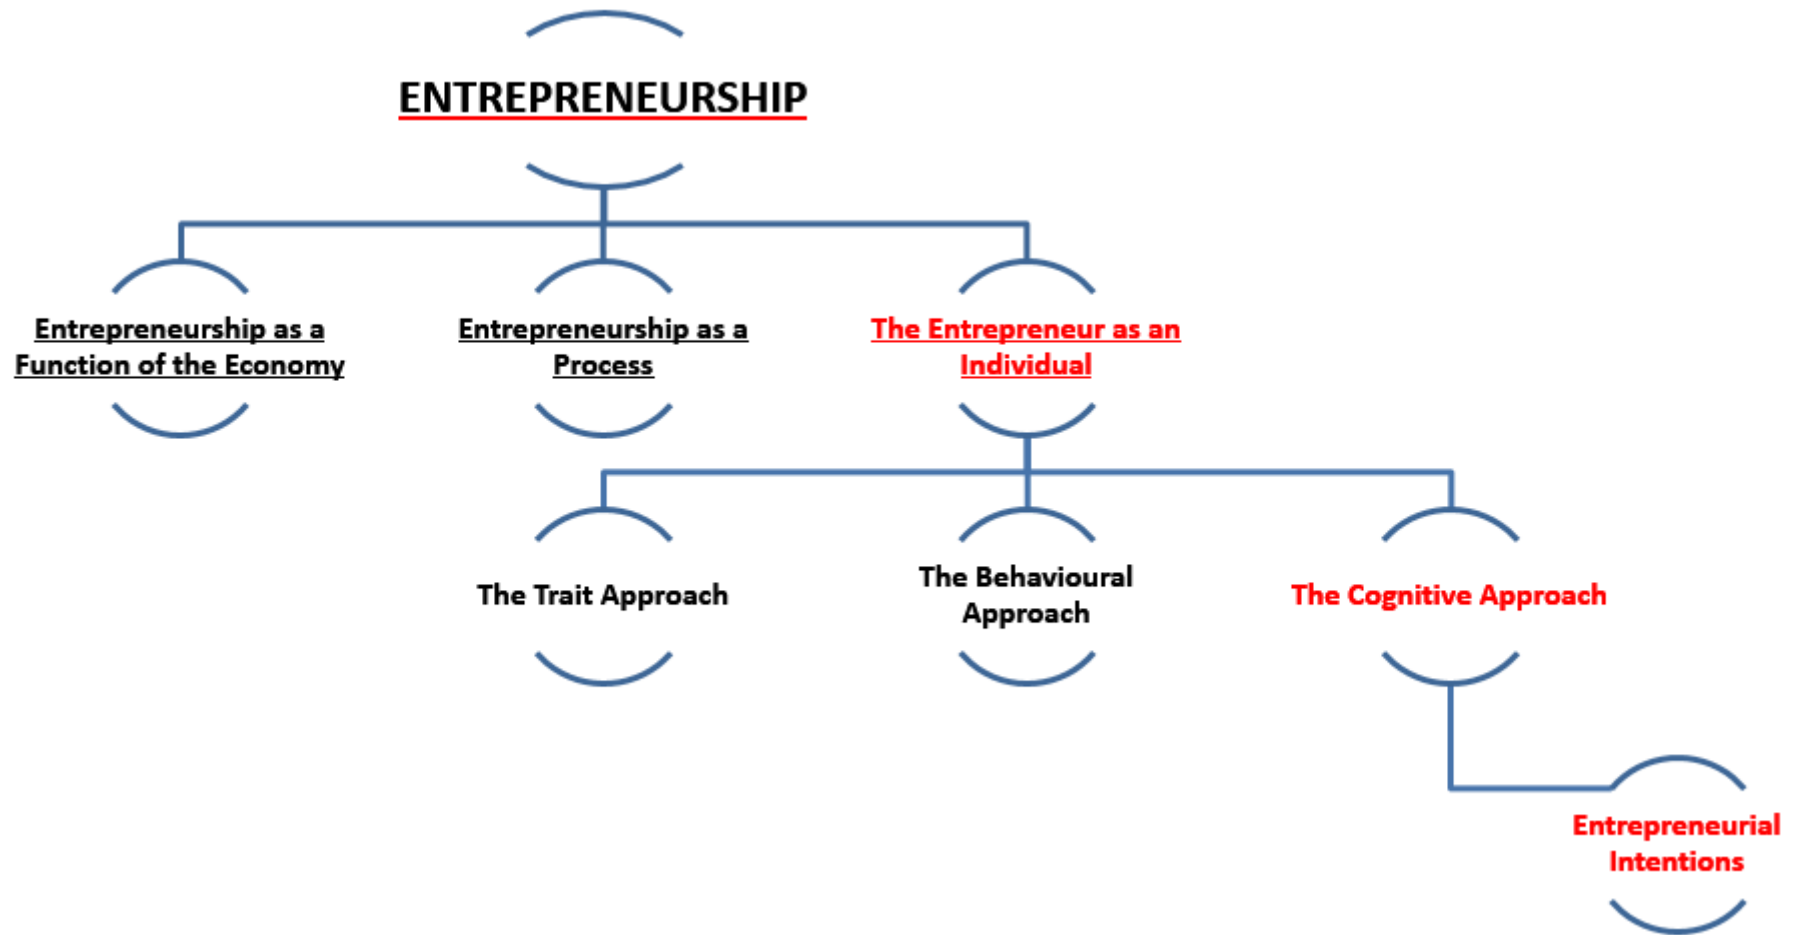 ENTREPRENEURSHIP
Entrepreneurship as a
Function of the Economy
Entrepreneurship as a
Process
The Entrepreneur as an
Individual
The Trait Approach
The Behavioural
Approach
The Cognitive Approach
Entrepreneurial
Intentions